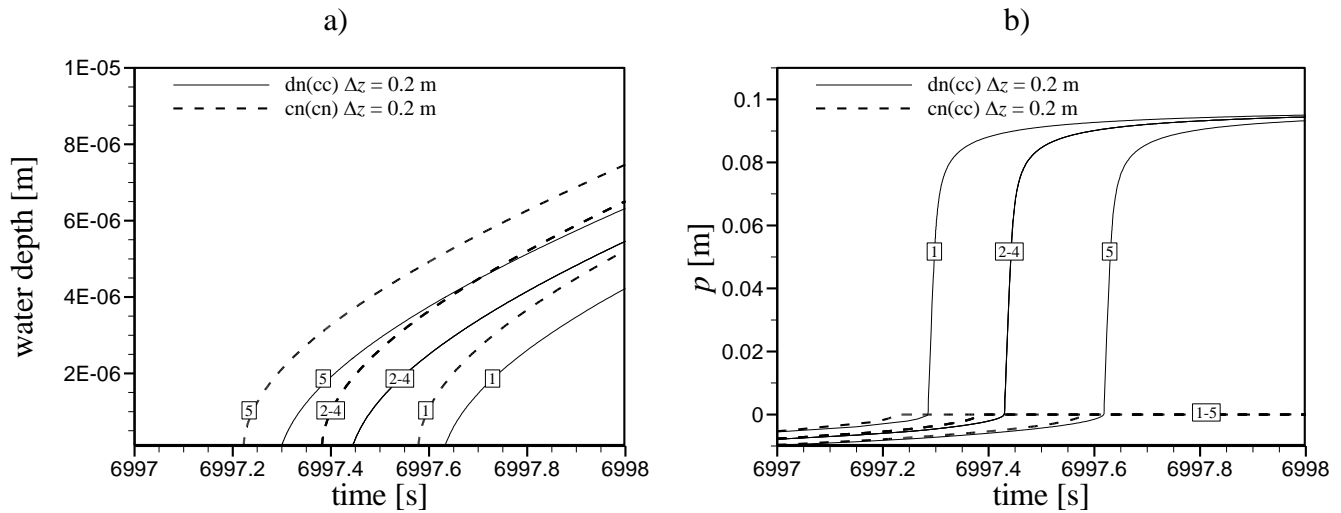 a)
1E-05
8E-06
6E-06
4E-06
2E-06
water depth [m]
dn(cc) Δz = 0.2 m
cn(cn) Δz = 0.2 m
5
5
2-4
2-4
1
1
6997
6997.2
6997.4
6997.6
6997.8
6998
time [s]
b)
0.1
0.08
0.06
0.04
0.02
0
p [m]
dn(cc) Δz = 0.2 m
cn(cc) Δz = 0.2 m
1
2-4
5
1-5
6997
6997.2
6997.4
6997.6
6997.8
6998
time [s]